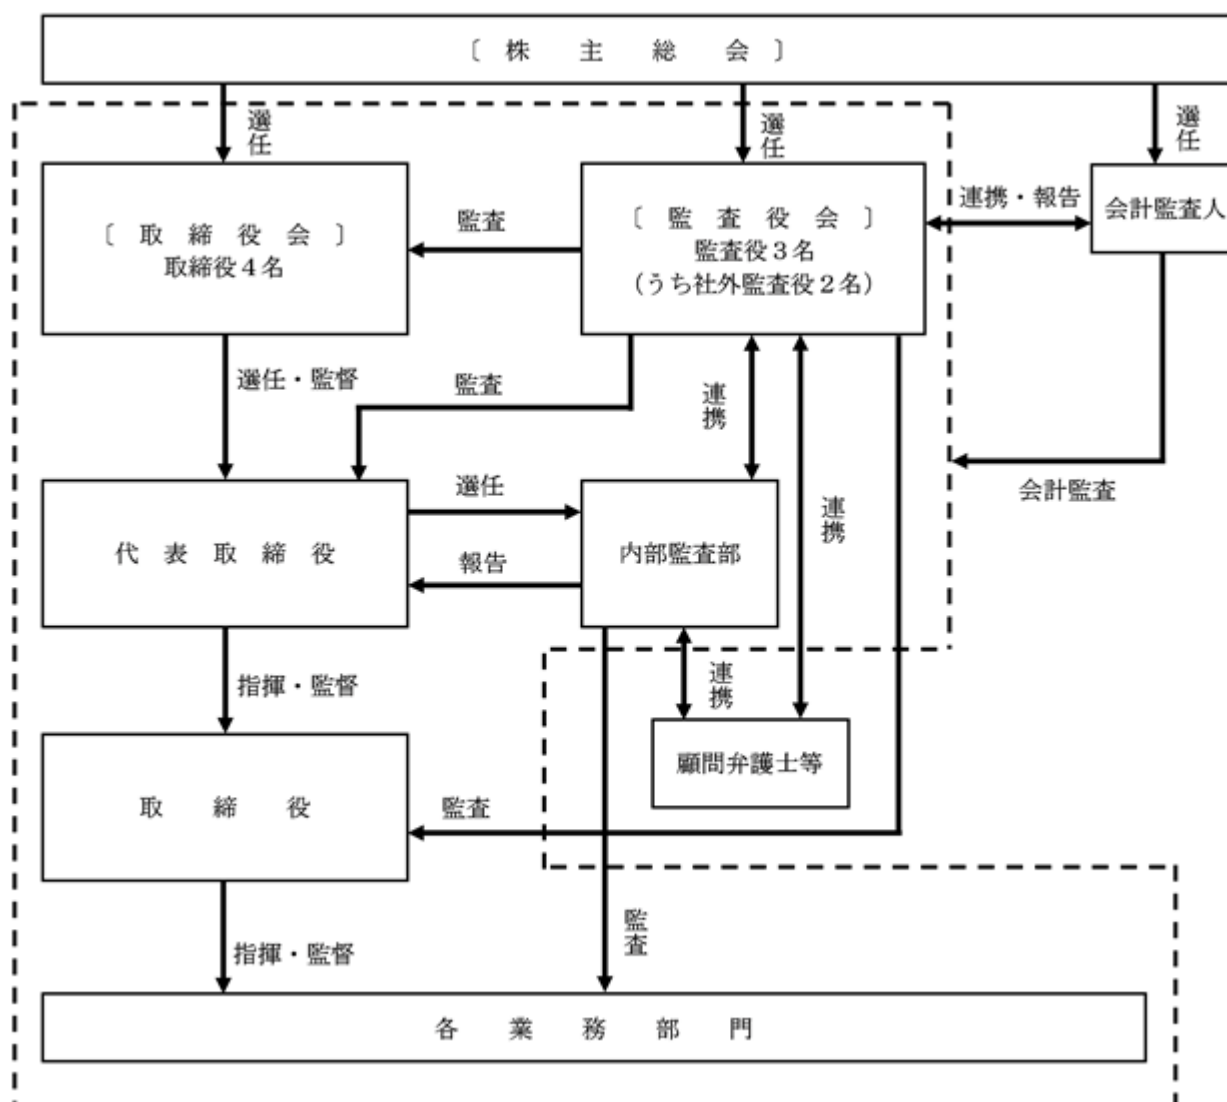 〔 株 主 総 会 〕
選任
選任
選任
〔 取 締 役 会 〕
取締役４名
監査
〔 監 査 役 会 〕
監査役３名
（うち社外監査役２名）
連携・報告
会計監査人
選任・監督
監査
連携
連携
会計監査
代 表 取 締 役
選任
報告
内部監査部
指揮・監督
連携
顧問弁護士等
取 締 役
監査
指揮・監督
監査
各 業 務 部 門